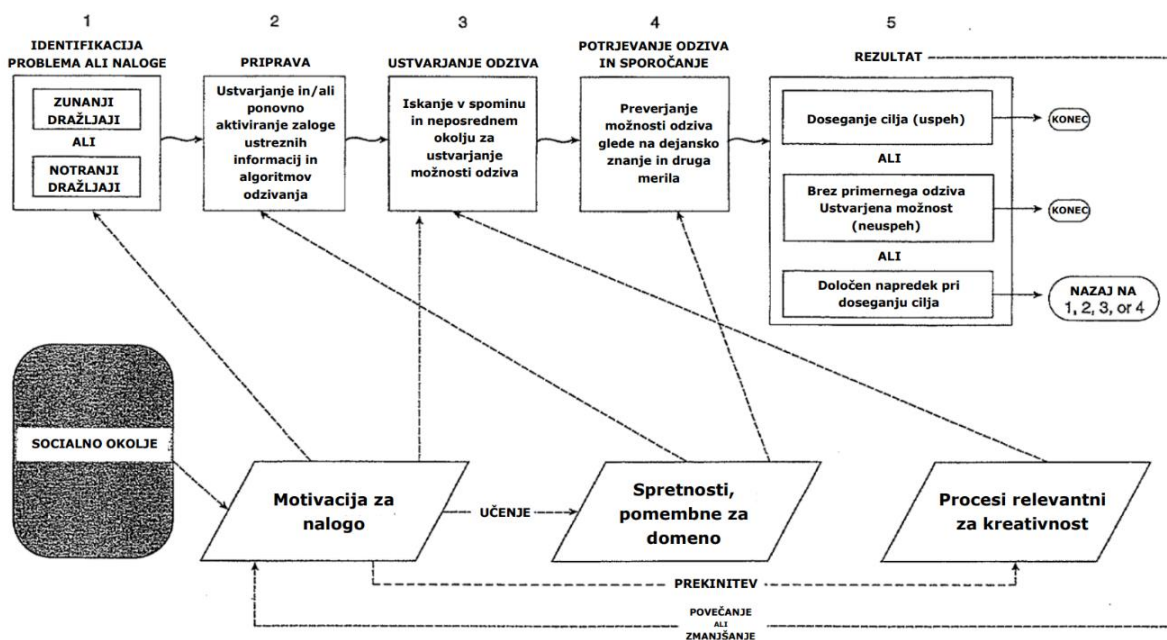 1
2
3
4
5
IDENTIFIKACIJA
PROBLEMA ALI NALOGE
PRIPRAVA
USTVARJANJE ODZIVA
POTRJEVANJE ODZIVA
IN SPOROČANJE
REZULTAT
ZUNANJI
DRAŽLJAJI
ALI
NOTRANJI
DRAŽLJAJI
Ustvarjanje in/ali
ponovno
aktiviranje zaloge
ustreznih
informacij in
algoritmov
odzivanja
Iskanje v spominu
in neposrednem
okolju za
ustvarjanje
možnosti odziva
Preverjanje
možnosti odziva
glede na dejansko
znanje in druga
merila
Doseganje cilja (uspeh)
KONEC
ALI
Brez primernega odziva
Ustvarjena možnost
(neuspeh)
KONEC
ALI
Določen napredek pri
doseganju cilja
NAZAJ NA
1, 2, 3, or 4
SOCIALNO OKOLJE
Motivacija za
nalogo
UČENJE
Spretnosti,
pomembne za
domeno
Procesi relevantni
za kreativnost
PREKINITEV
POVEČANJE
ALI
ZMANJŠANJE